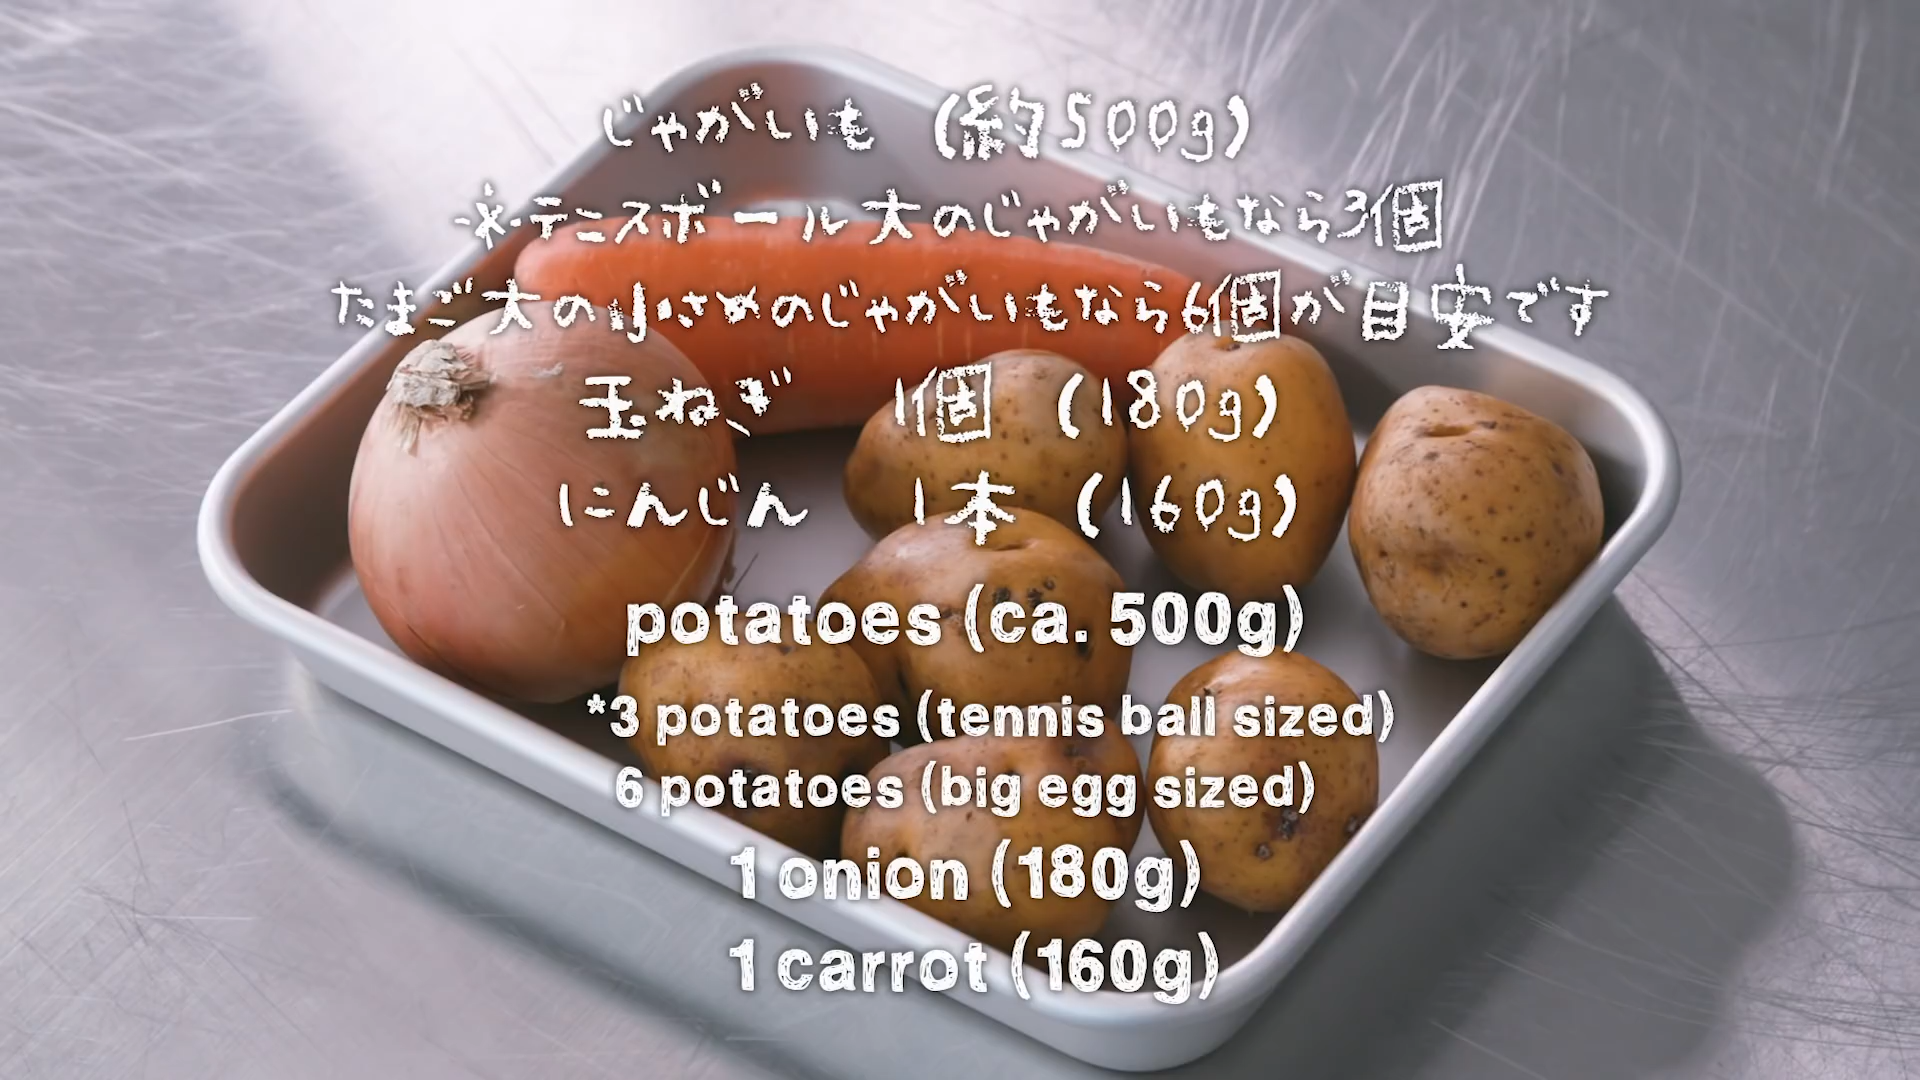 じゃがいも （約500g）
※テニスボール大のじゃがいもなら3個
たまご大の小さめのじゃがいもなら6個が目安です
玉ねぎ 1個 （180g）
にんじん 1本 （160g）
potatoes (ca. 500g)
*3 potatoes (tennis ball sized)
6 potatoes (big egg sized)
1 onion (180g)
1 carrot (160g)